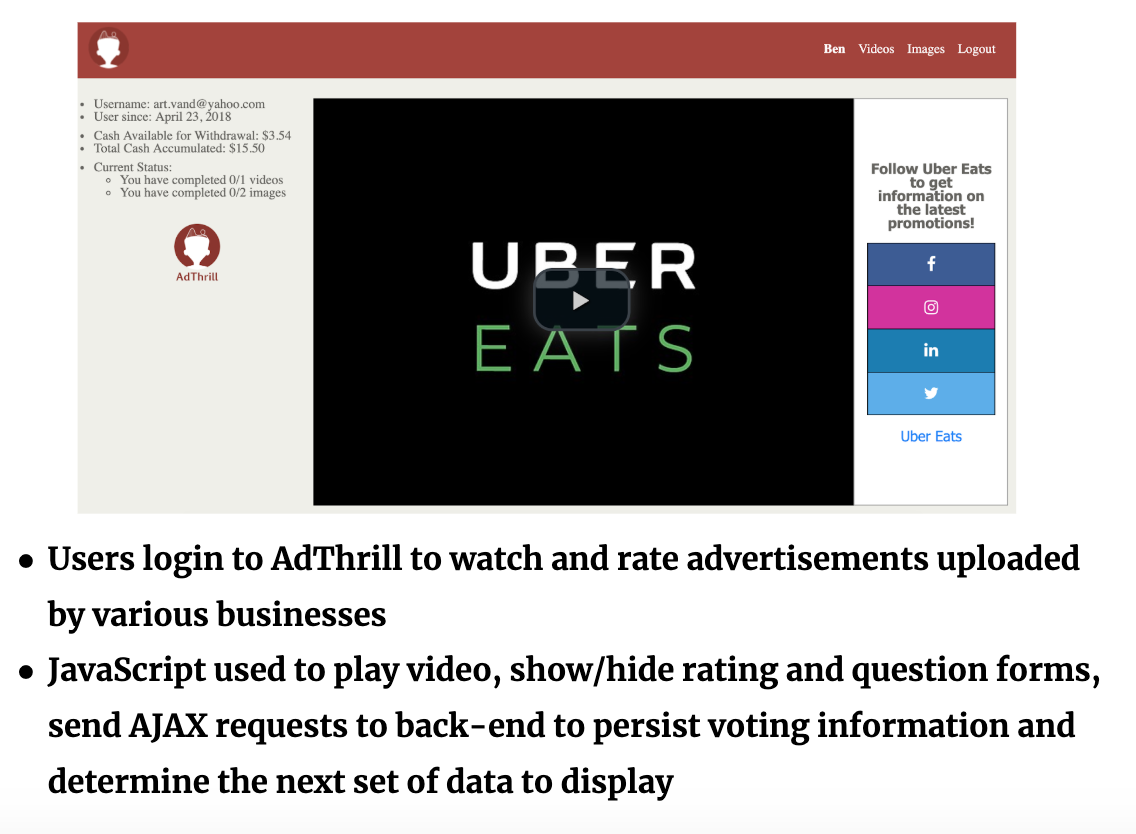 Ben Videos Images Logout
• Username: art.vand@yahoo.com
• User since: April 23, 2018
• Cash Available for Withdrawal: $3.54
• Total Cash Accumulated: $15.50
• Current Status:
◦ You have completed 0/1 videos
◦ You have completed 0/2 images
AdThrill
UBER
EATS
Follow Uber Eats
to get
information on
the latest
promotions!
f
in
Uber Eats
• Users login to AdThrill to watch and rate advertisements uploaded
by various businesses
• JavaScript used to play video, show/hide rating and question forms,
send AJAX requests to back-end to persist voting information and
determine the next set of data to display